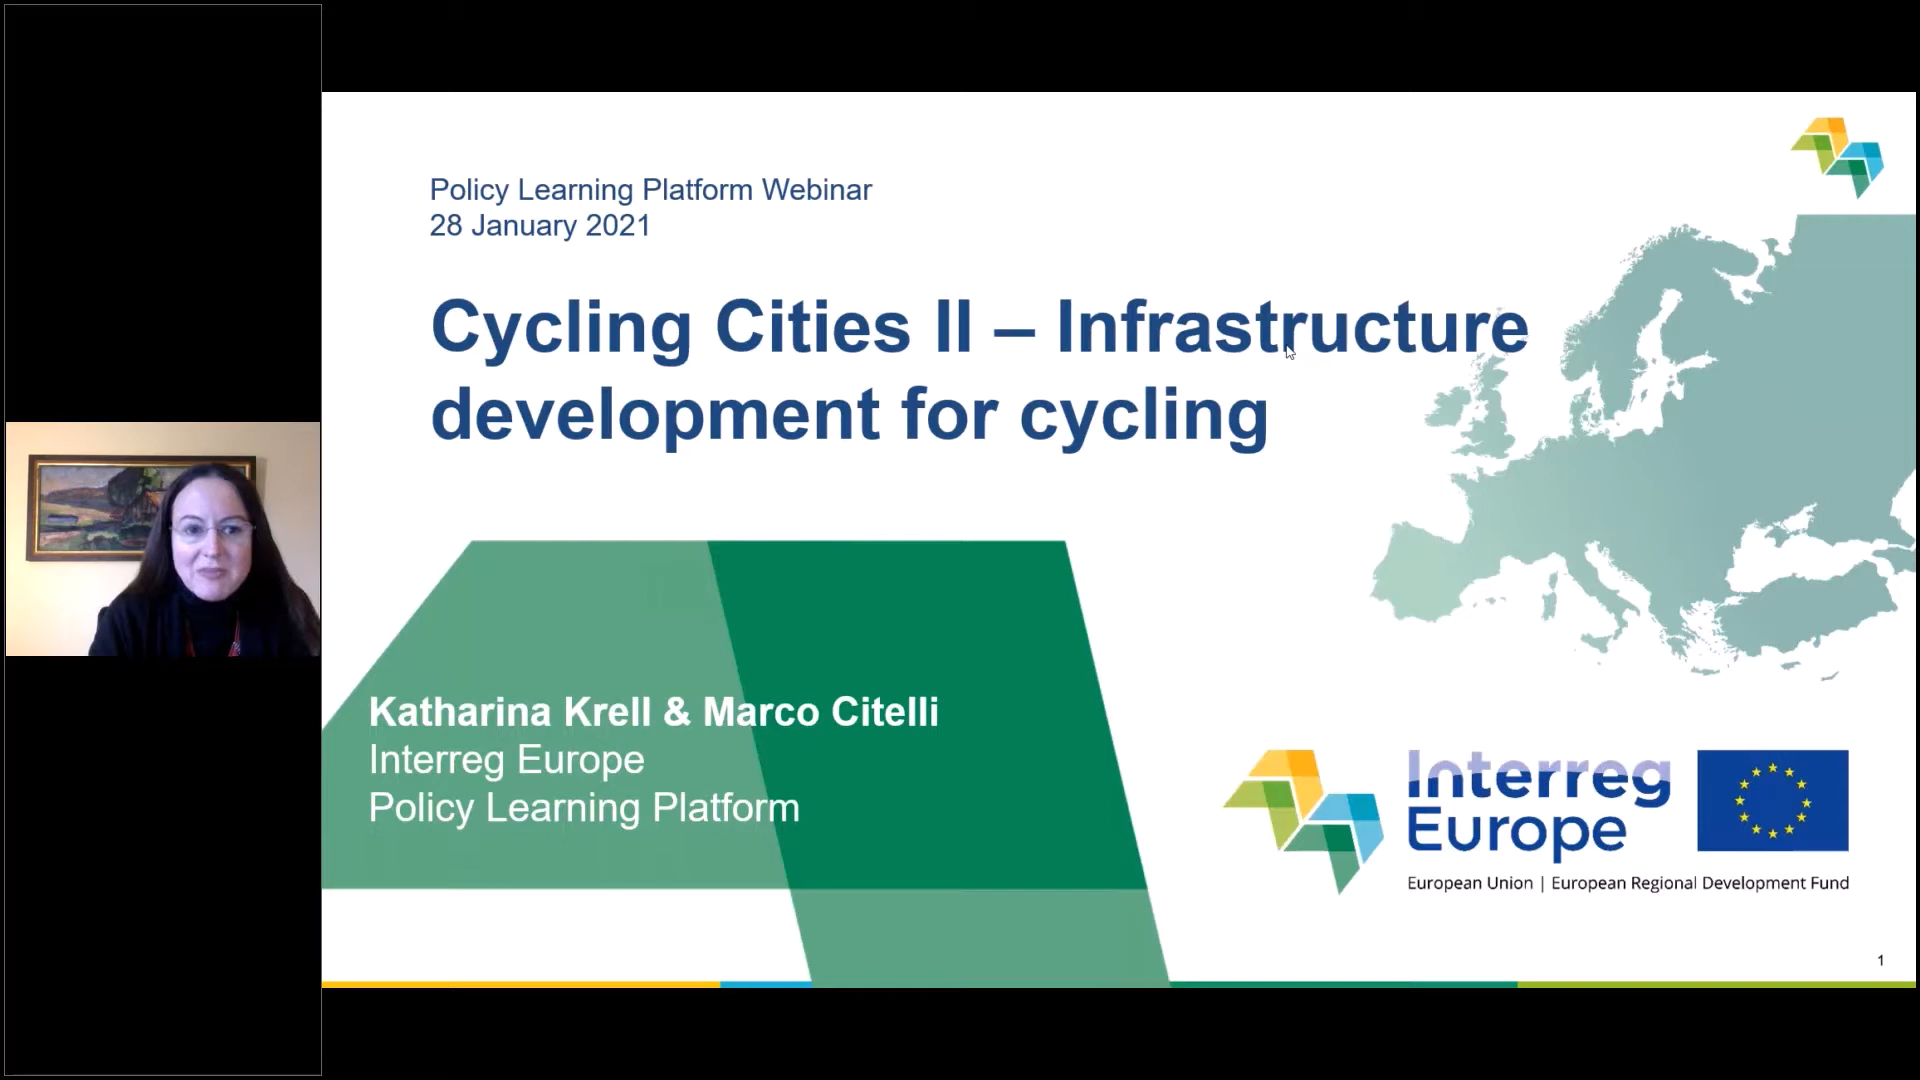 Policy Learning Platform Webinar
28 January 2021
Cycling Cities II – Infrastructure
development for cycling
Katharina Krell & Marco Citelli
Interreg Europe
Policy Learning Platform
Interreg
Europe
European Union | European Regional Development Fund
1